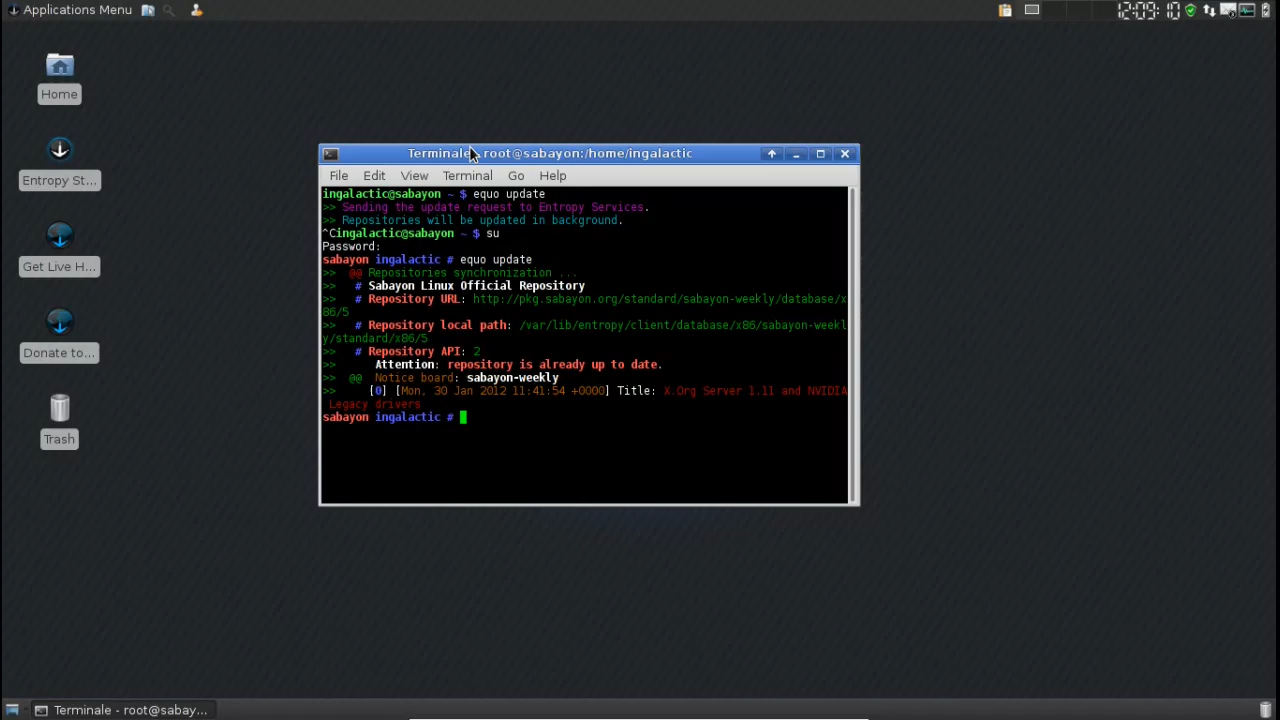 Applications Menu
12:09:10
Home
Entropy St...
Get Live H...
Donate to...
Trash
Terminale - root@sabayon:/home/ingalactic
File Edit View Terminal Go Help
ingalactic@sabayon ~ $ equo update
>> Sending the update request to Entropy Services.
>> Repositories will be updated in background.
^Cingalactic@sabayon ~ $ su
Password:
sabayon ingalactic # equo update
>> @@ Repositories synchronization ...
>> # Sabayon Linux Official Repository
>> # Repository URL: http://pkg.sabayon.org/standard/sabayon-weekly/database/x
86/5
>> # Repository local path: /var/lib/entropy/client/database/x86/sabayon-weekl
y/standard/x86/5
>> # Repository API: 2
>> Attention: repository is already up to date.
>> @@ Notice board: sabayon-weekly
>> [0] [Mon, 30 Jan 2012 11:41:54 +0000] Title: X.Org Server 1.11 and NVIDIA
Legacy drivers
sabayon ingalactic #
Terminale - root@sabay...